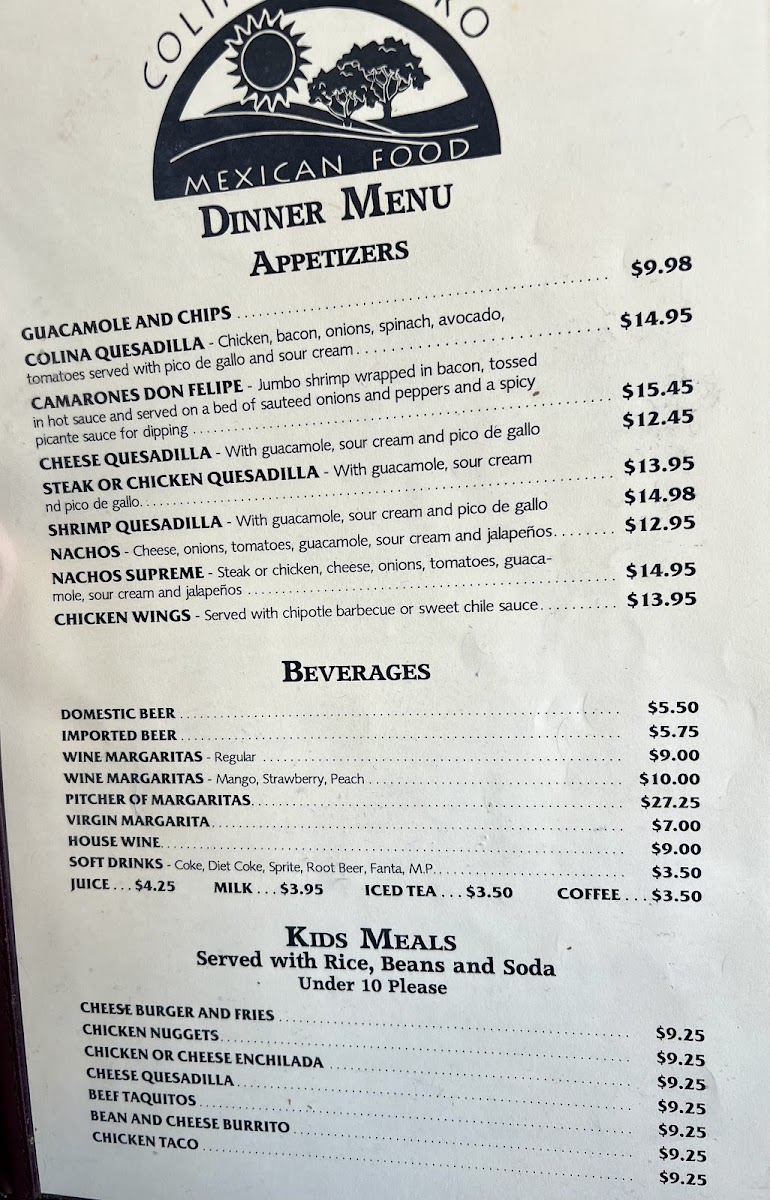 MEXICAN FOOD
DINNER MENU
APPETIZERS
GUACAMOLE AND CHIPS ........ $9.98
COLINA QUESADILLA - Chicken, bacon, onions, spinach, avocado,
tomatoes served with pico de gallo and sour cream ........ $14.95
CAMARONES DON FELIPE - Jumbo shrimp wrapped in bacon, tossed
in hot sauce and served on a bed of sauteed onions and peppers and a spicy
picante sauce for dipping ........ $15.45
CHEESE QUESADILLA - With guacamole, sour cream and pico de gallo $12.45
STEAK OR CHICKEN QUESADILLA - With guacamole, sour cream
nd pico de gallo ........ $13.95
SHRIMP QUESADILLA - With guacamole, sour cream and pico de gallo $14.98
NACHOS - Cheese, onions, tomatoes, guacamole, sour cream and jalapeños ........ $12.95
NACHOS SUPREME - Steak or chicken, cheese, onions, tomatoes, guaca-
mole, sour cream and jalapeños ........ $14.95
CHICKEN WINGS - Served with chipotle barbecue or sweet chile sauce ........ $13.95
BEVERAGES
DOMESTIC BEER ........ $5.50
IMPORTED BEER ........ $5.75
WINE MARGARITAS - Regular ........ $9.00
WINE MARGARITAS - Mango, Strawberry, Peach ........ $10.00
PITCHER OF MARGARITAS ........ $27.25
VIRGIN MARGARITA ........ $7.00
HOUSE WINE ........ $9.00
SOFT DRINKS - Coke, Diet Coke, Sprite, Root Beer, Fanta, M.P. ........ $3.50
JUICE ... $4.25 MILK ... $3.95 ICED TEA ... $3.50 COFFEE ... $3.50
KIDS MEALS
Served with Rice, Beans and Soda
Under 10 Please
CHEESE BURGER AND FRIES ........ $9.25
CHICKEN NUGGETS ........ $9.25
CHICKEN OR CHEESE ENCHILADA ........ $9.25
CHEESE QUESADILLA ........ $9.25
BEEF TAQUITOS ........ $9.25
BEAN AND CHEESE BURRITO ........ $9.25
CHICKEN TACO ........ $9.25